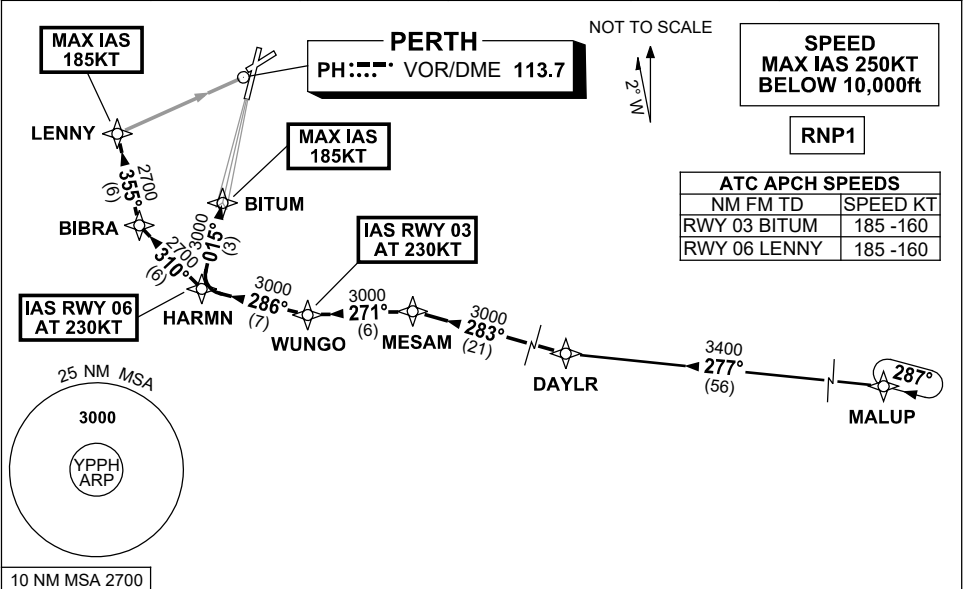 NOT TO SCALE
2° W
PERTH
PH VOR/DME 113.7
SPEED
MAX IAS 250KT
BELOW 10,000ft
RNP1
ATC APCH SPEEDS
NM FM TD SPEED KT
RWY 03 BITUM 185 -160
RWY 06 LENNY 185 -160
MAX IAS
185KT
LENNY
2700
355°
(6)
BIBRA
2700
310°
(6)
MAX IAS
185KT
BITUM
3000
015°
(3)
IAS RWY 06
AT 230KT
HARMN
3000
286°
(7)
IAS RWY 03
AT 230KT
WUNGO
3000
271°
(6)
MESAM
3000
283°
(21)
DAYLR
3400
277°
(56)
287°
MALUP
25 NM MSA
3000
YPPH
ARP
10 NM MSA 2700